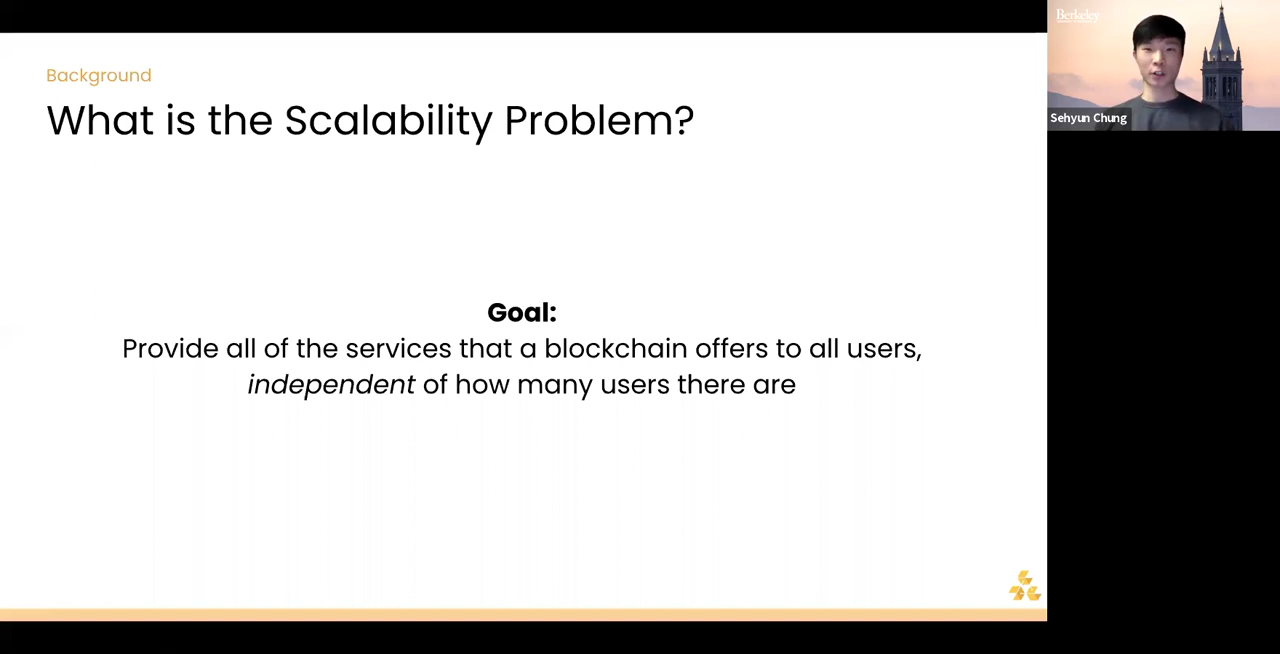 Background
What is the Scalability Problem?
Goal:
Provide all of the services that a blockchain offers to all users,
independent of how many users there are
Berkeley
Sehyun Chung